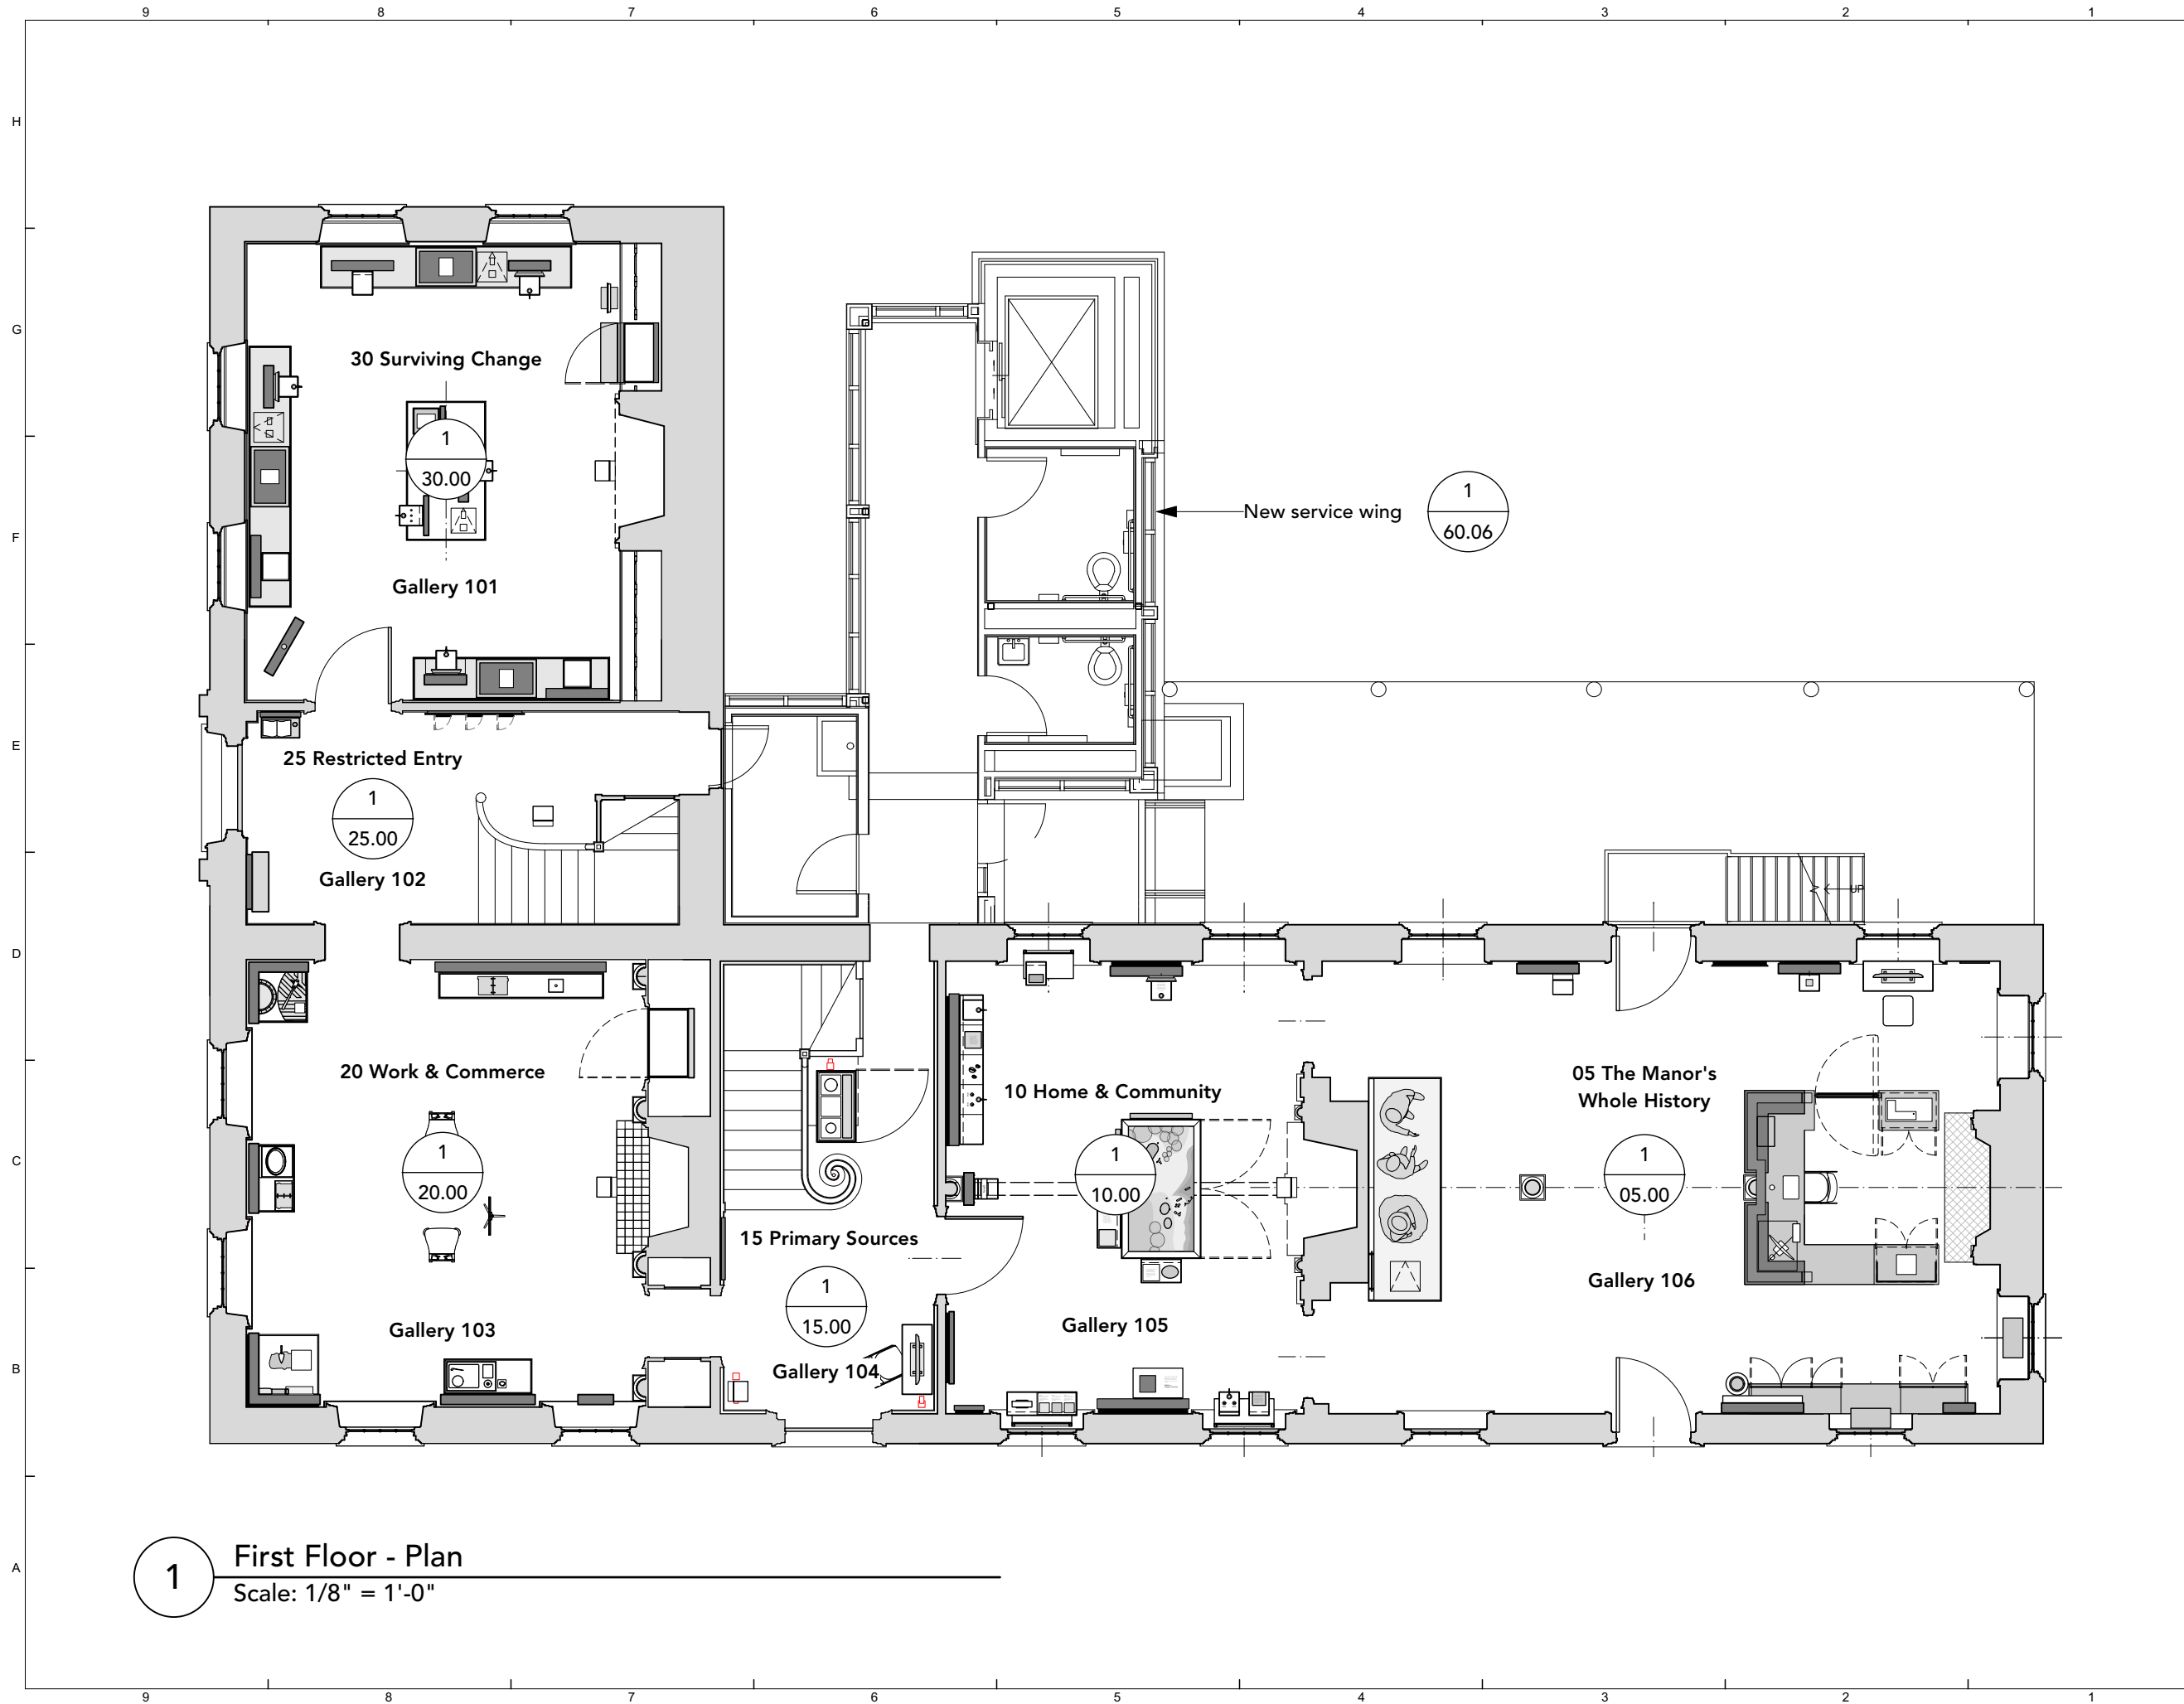 9 8 7 6 5 4 3 2 1
H
G
30 Surviving Change
1
30.00
Gallery 101
New service wing
1
60.06
F
E
25 Restricted Entry
1
25.00
Gallery 102
UP
D
20 Work & Commerce
1
20.00
Gallery 103
15 Primary Sources
1
15.00
Gallery 104
10 Home & Community
1
10.00
Gallery 105
05 The Manor's
Whole History
1
05.00
Gallery 106
C
B
A
1
First Floor - Plan
Scale: 1/8" = 1'-0"
9 8 7 6 5 4 3 2 1